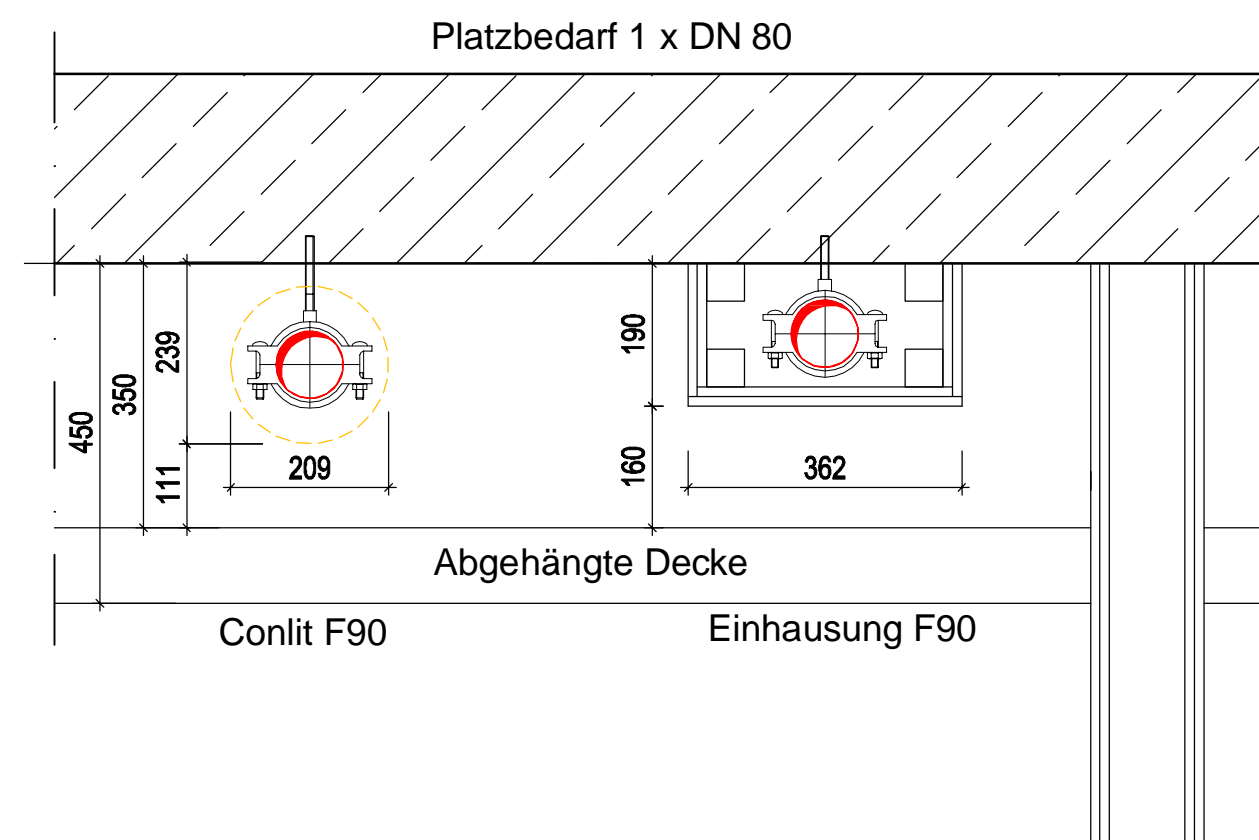 Platzbedarf 1 x DN 80
239
350
450
111
209
190
160
362
Abgehängte Decke
Conlit F90
Einhausung F90